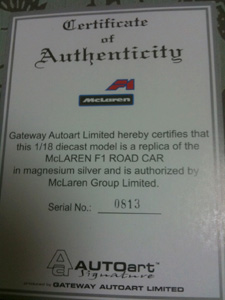 Certificate
of
Authenticity
F1
McLaren
Gateway Autoart Limited hereby certifies that
this 1/18 diecast model is a replica of the
McLAREN F1 ROAD CAR
in magnesium silver and is authorized by
McLaren Group Limited.
Serial No.: 0813
AUTOart
Signature
GATEWAY AUTOART LIMITED